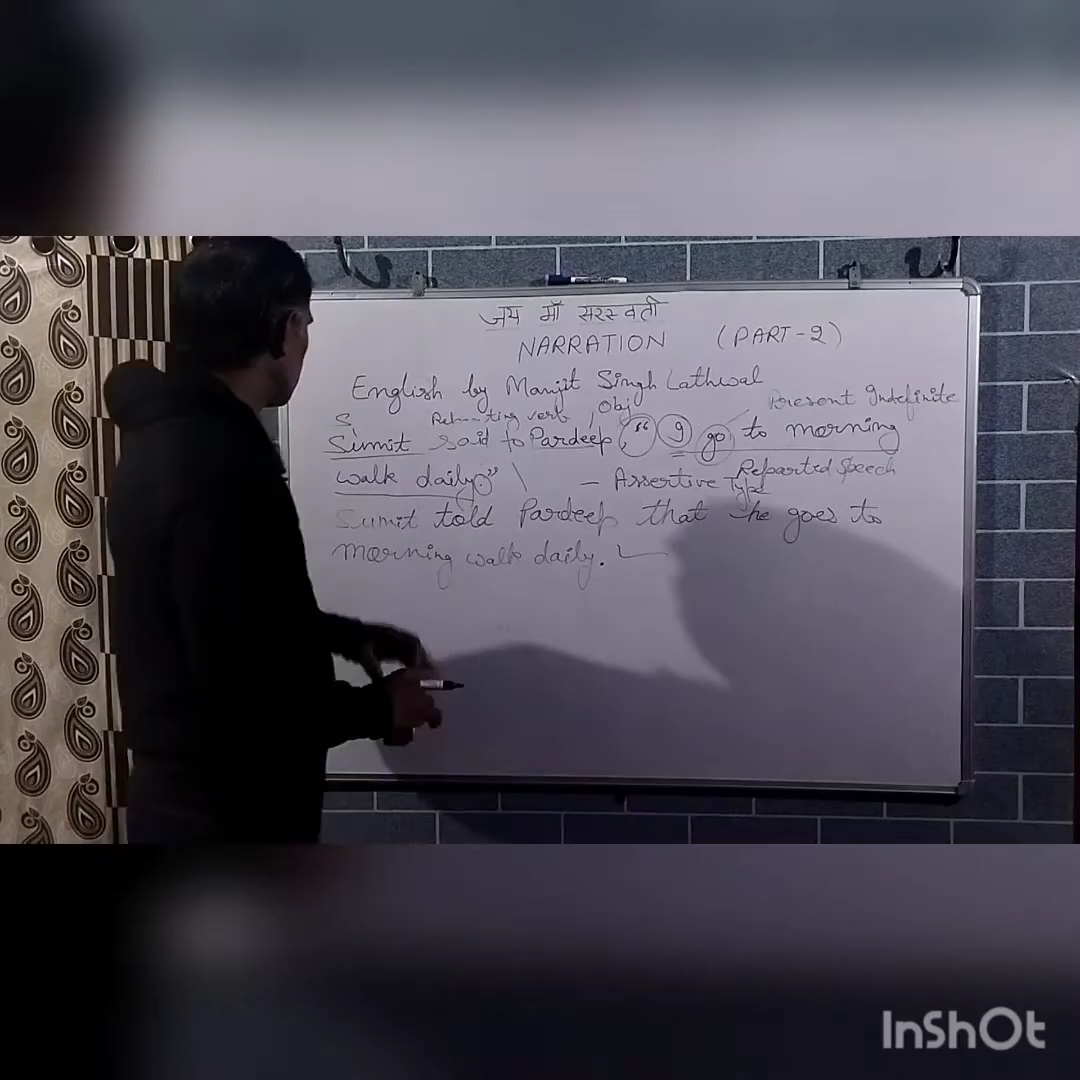 जय माँ सरस्वती
NARRATION (PART-2)
English by Manjit Singh Lathwal
S. verb Obj Present Indefinite
Sumit said to Pardeep, "I go to morning
walk daily." - Assertive Type Reported Speech
Sumit told Pardeep that he goes to
morning walk daily.
InShOt